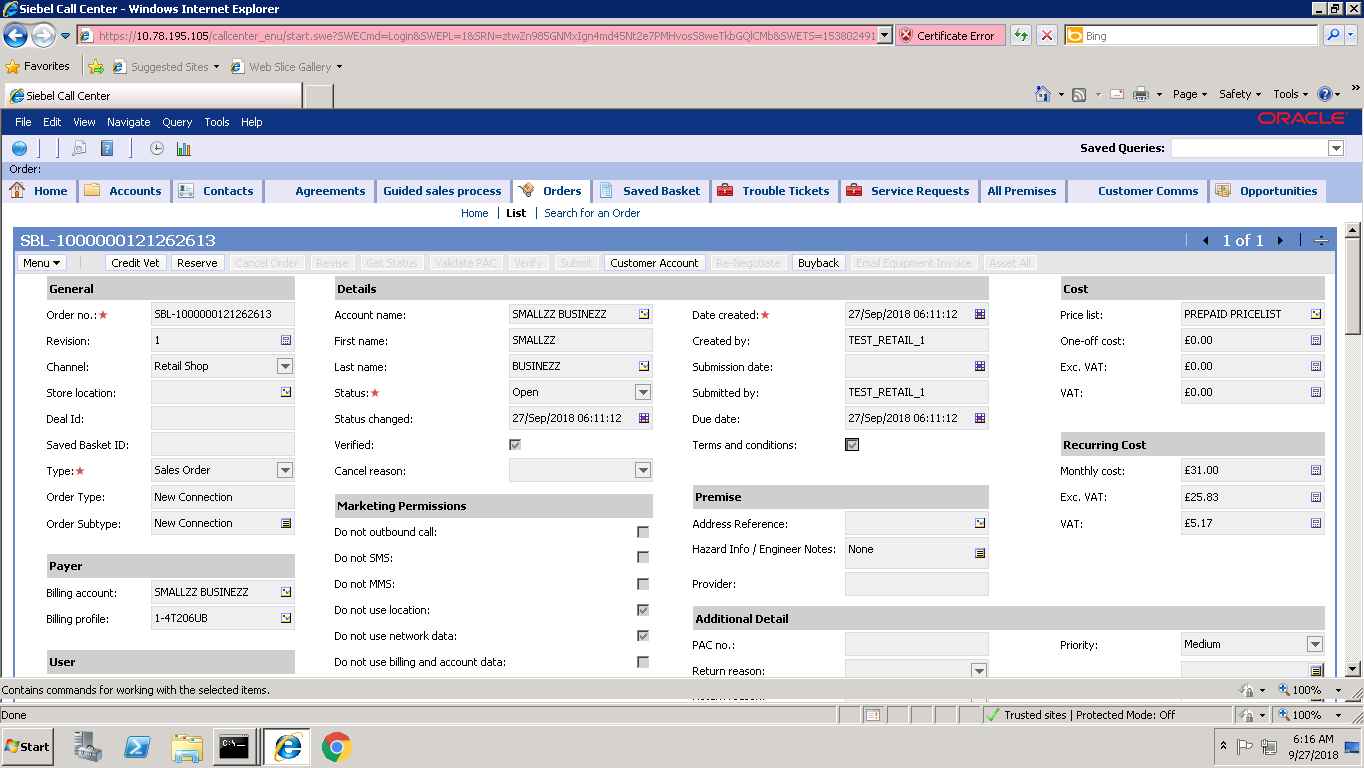 Siebel Call Center - Windows Internet Explorer
https://10.78.195.105/callcenter_enu/start.swe?SWECmd=Login&SWEPL=1&SRN=ztwZn985GNMxIgn4md45Nt2e7PMHvosS8weTkbGQlCMb&SWETS=153802491 Certificate Error Bing
Favorites Suggested Sites Web Slice Gallery
Siebel Call Center Page Safety Tools
File Edit View Navigate Query Tools Help ORACLE
Saved Queries:
Order:
Home Accounts Contacts Agreements Guided sales process Orders Saved Basket Trouble Tickets Service Requests All Premises Customer Comms Opportunities
Home List Search for an Order
SBL-1000000121262613 1 of 1
Menu Credit Vet Reserve Cancel Order Revise Get Status Validate PAC Verify Submit Customer Account Re-Negotiate Buyback Email Equipment Invoice Asset All
General Details Cost
Order no.: SBL-1000000121262613 Account name: SMALLZZ BUSINEZZ Date created: 27/Sep/2018 06:11:12 Price list: PREPAID PRICELIST
Revision: 1 First name: SMALLZZ Created by: TEST_RETAIL_1 One-off cost: £0.00
Channel: Retail Shop Last name: BUSINEZZ Submission date: Exc. VAT: £0.00
Store location: Status: Open Submitted by: TEST_RETAIL_1 VAT: £0.00
Deal Id: Status changed: 27/Sep/2018 06:11:12 Due date: 27/Sep/2018 06:11:12
Saved Basket ID: Verified: Terms and conditions: Recurring Cost
Type: Sales Order Cancel reason: Monthly cost: £31.00
Order Type: New Connection Marketing Permissions Premise Exc. VAT: £25.83
Order Subtype: New Connection Do not outbound call: Address Reference: VAT: £5.17
Do not SMS: Hazard Info / Engineer Notes: None
Payer Do not MMS: Provider:
Billing account: SMALLZZ BUSINEZZ Do not use location: Additional Detail
Billing profile: 1-4T206UB Do not use network data: PAC no.: Priority: Medium
User Do not use billing and account data: Return reason:
Contains commands for working with the selected items. 100%
Done Trusted sites | Protected Mode: Off 100%
Start 6:16 AM
9/27/2018